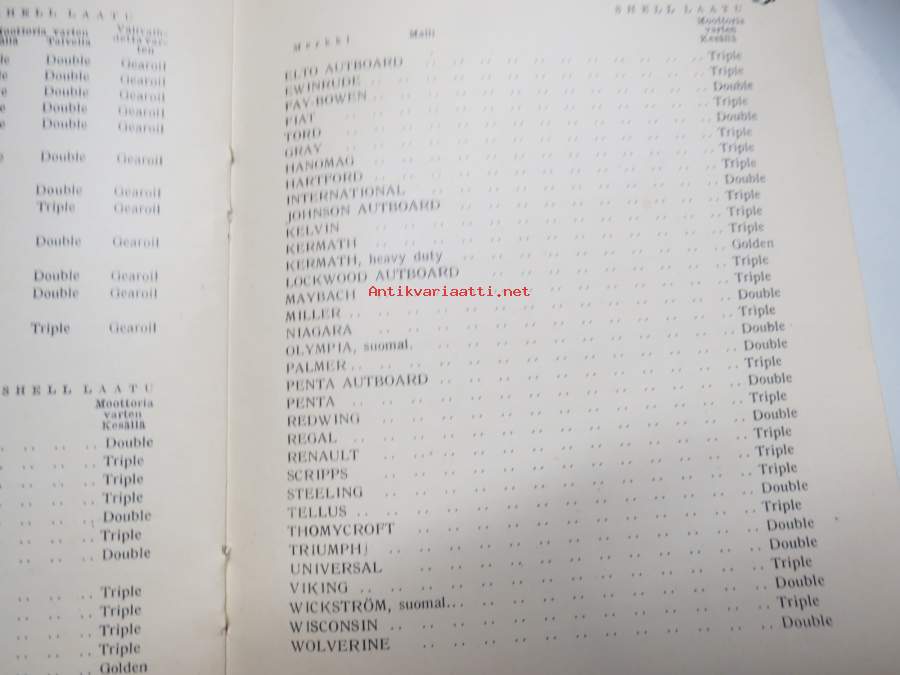 SHELL LAATU
Moottoria varten
Talvella
Double Gearoil
Double Gearoil
Double Gearoil
Double Gearoil
Double Gearoil
Double Gearoil
Double Gearoil
Triple Gearoil
Double Gearoil
Double Gearoil
Double Gearoil
Triple Gearoil
SHELL LAATU
Moottoria
varten
Kesällä
.. .. .. .. Double
.. .. .. .. Triple
.. .. .. .. Triple
.. .. .. .. Triple
.. .. .. .. Double
.. .. .. .. Triple
.. .. .. .. Double
.. .. .. .. Triple
.. .. .. .. Triple
.. .. .. .. Triple
.. .. .. .. Triple
.. .. .. .. Golden
SHELL LAATU
Merkki Malli Moottoria
varten
Kesällä
ELTO AUTBOARD .. .. .. .. Triple
EWINRUDE .. .. .. .. Triple
FAY-BOWEN .. .. .. .. Double
FIAT .. .. .. .. Triple
TORD .. .. .. .. Double
GRAY .. .. .. .. Triple
HANOMAG .. .. .. .. Triple
HARTFORD .. .. .. .. Triple
INTERNATIONAL .. .. .. .. Double
JOHNSON AUTBOARD .. .. .. .. Triple
KELVIN .. .. .. .. Triple
KERMATH .. .. .. .. Triple
KERMATH, heavy duty .. .. .. .. Golden
LOCKWOOD AUTBOARD .. .. .. .. Triple
MAYBACH .. .. .. .. Triple
MILLER .. .. .. .. Double
NIAGARA .. .. .. .. Triple
OLYMPIA, suomal. .. .. .. .. Double
PALMER .. .. .. .. Double
PENTA AUTBOARD .. .. .. .. Triple
PENTA .. .. .. .. Double
REDWING .. .. .. .. Triple
REGAL .. .. .. .. Double
RENAULT .. .. .. .. Triple
SCRIPPS .. .. .. .. Triple
STEELING .. .. .. .. Triple
TELLUS .. .. .. .. Double
THOMYCROFT .. .. .. .. Triple
TRIUMPH .. .. .. .. Double
UNIVERSAL .. .. .. .. Double
VIKING .. .. .. .. Triple
WICKSTRÖM, suomal. .. .. .. .. Double
WISCONSIN .. .. .. .. Triple
WOLVERINE .. .. .. .. Double
Antikvariaatti.net